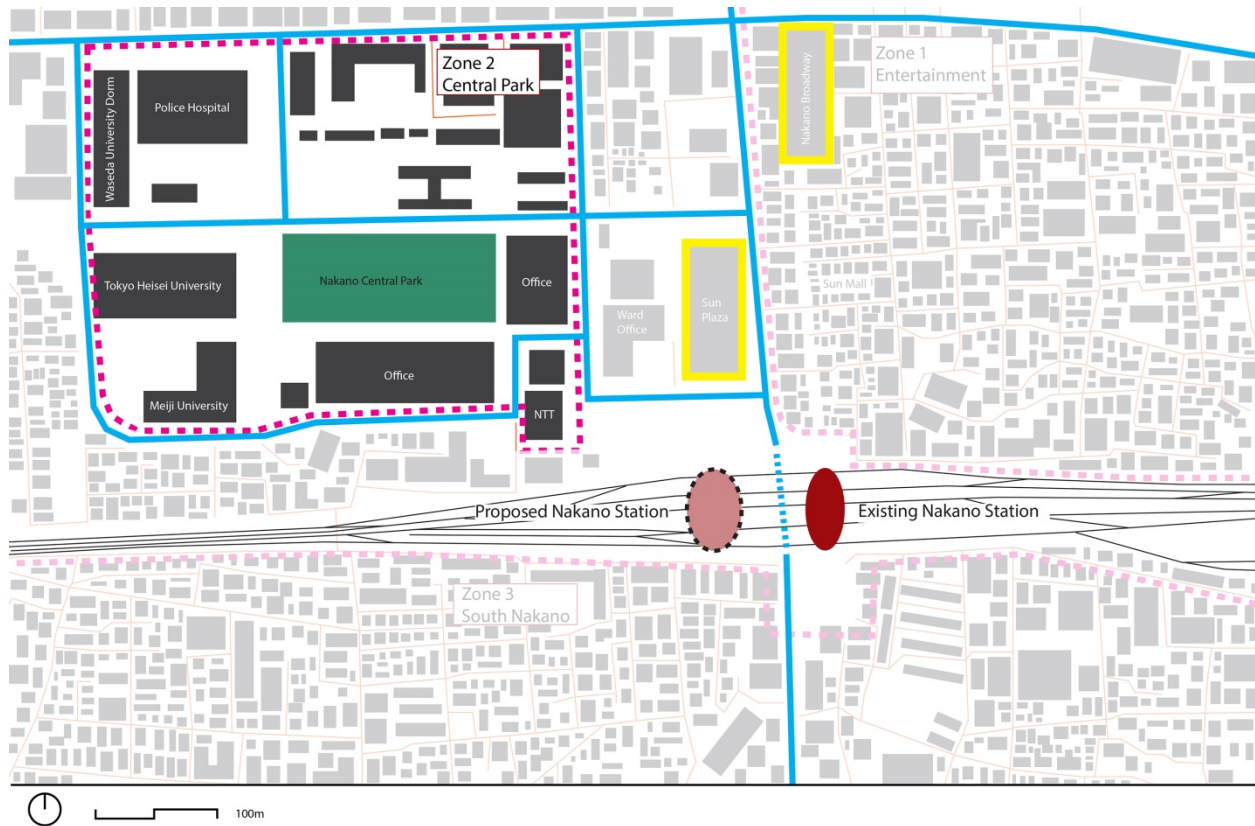 Zone 2
Central Park
Zone 1
Entertainment
Nakano Broadway
Waseda University Dorm
Police Hospital
Tokyo Heisei University
Nakano Central Park
Office
Sun Mall
Sun
Plaza
Ward
Office
Office
Meiji University
NTT
Proposed Nakano Station
Existing Nakano Station
Zone 3
South Nakano
100m